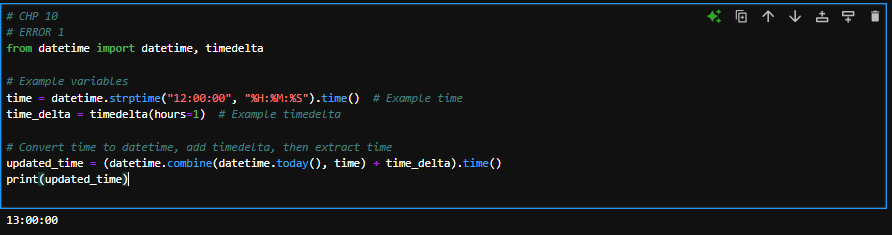 # CHP 10
# ERROR 1
from datetime import datetime, timedelta
# Example variables
time = datetime.strptime("12:00:00", "%H:%M:%S").time()  # Example time
time_delta = timedelta(hours=1)  # Example timedelta
# Convert time to datetime, add timedelta, then extract time
updated_time = (datetime.combine(datetime.today(), time) + time_delta).time()
print(updated_time)
13:00:00